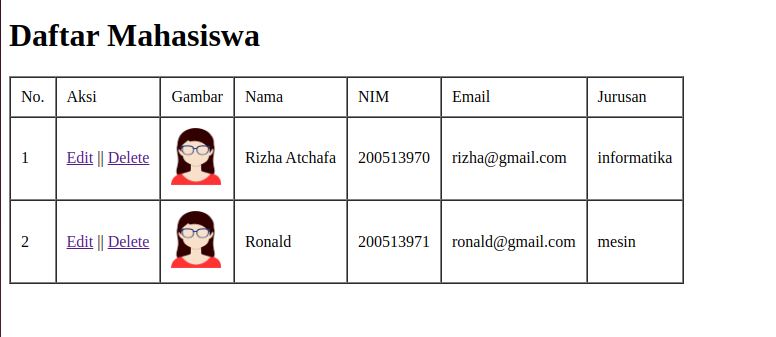 Daftar Mahasiswa
No. Aksi Gambar Nama NIM Email Jurusan
1 Edit || Delete Rizha Atchafa 200513970 rizha@gmail.com informatika
2 Edit || Delete Ronald 200513971 ronald@gmail.com mesin